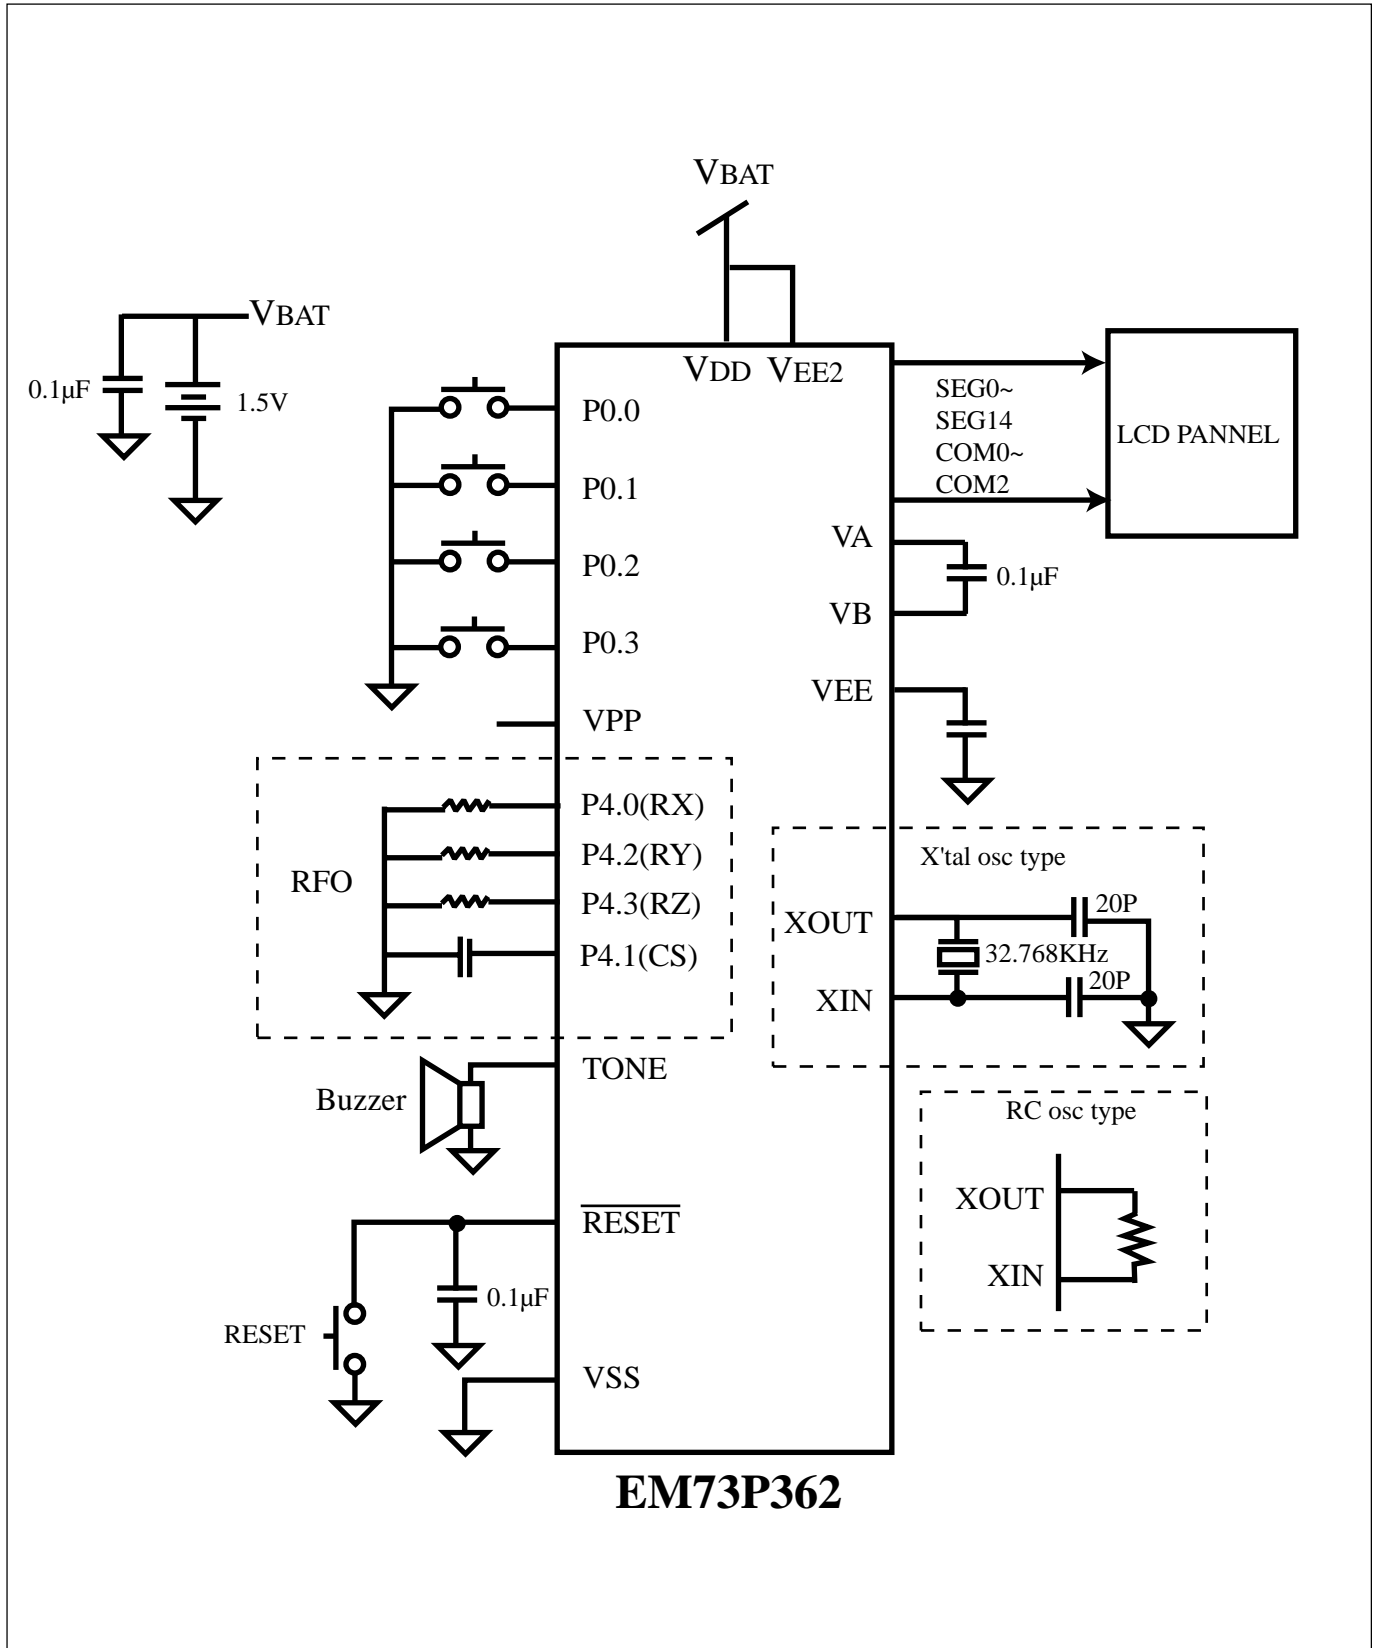 VBAT
VBAT
0.1µF
1.5V
VDD VEE2
P0.0
P0.1
P0.2
P0.3
VPP
SEG0~
SEG14
COM0~
COM2
LCD PANNEL
VA
0.1µF
VB
VEE
RFO
P4.0(RX)
P4.2(RY)
P4.3(RZ)
P4.1(CS)
X'tal osc type
XOUT
20P
32.768KHz
20P
XIN
Buzzer
TONE
RC osc type
XOUT
XIN
RESET
0.1µF
RESET
VSS
EM73P362